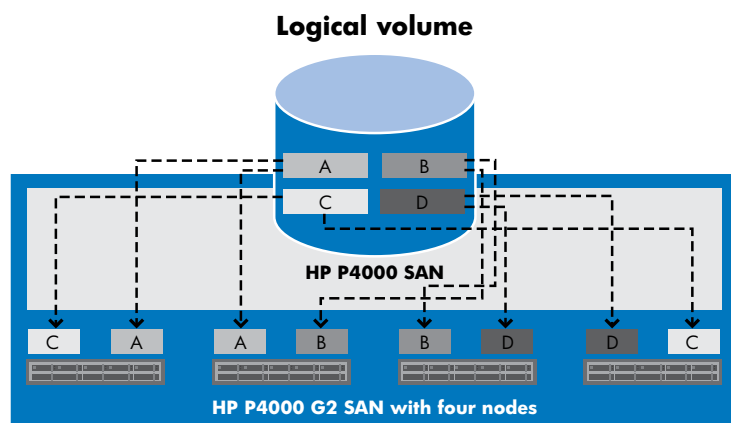 Logical volume
A B
C D
HP P4000 SAN
C A A B B D D C
HP P4000 G2 SAN with four nodes